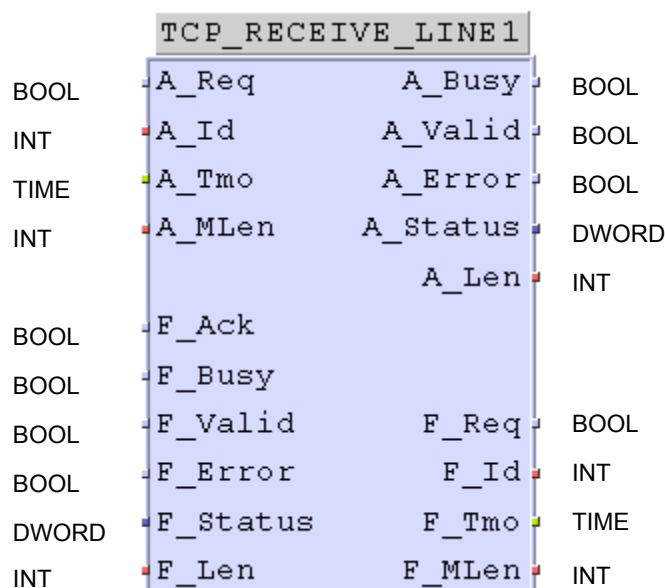 TCP_RECEIVE_LINE1
BOOL A_Req A_Busy BOOL
INT A_Id A_Valid BOOL
TIME A_Tmo A_Error BOOL
INT A_MLen A_Status DWORD
A_Len INT
BOOL F_Ack
BOOL F_Busy
BOOL F_Valid F_Req BOOL
BOOL F_Error F_Id INT
DWORD F_Status F_Tmo TIME
INT F_Len F_MLen INT